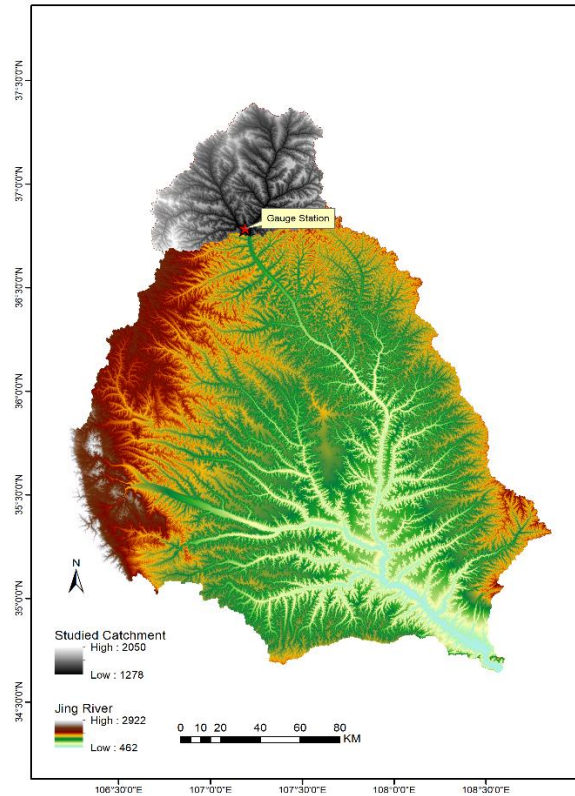 37°30'0"N
37°0'0"N
Gauge Station
36°30'0"N
36°0'0"N
35°30'0"N
N
35°0'0"N
Studied Catchment
High : 2050
Low : 1278
34°30'0"N
Jing River
High : 2922
Low : 462
0 5 10 20 40 60 80
KM
106°30'0"E 107°0'0"E 107°30'0"E 108°0'0"E 108°30'0"E